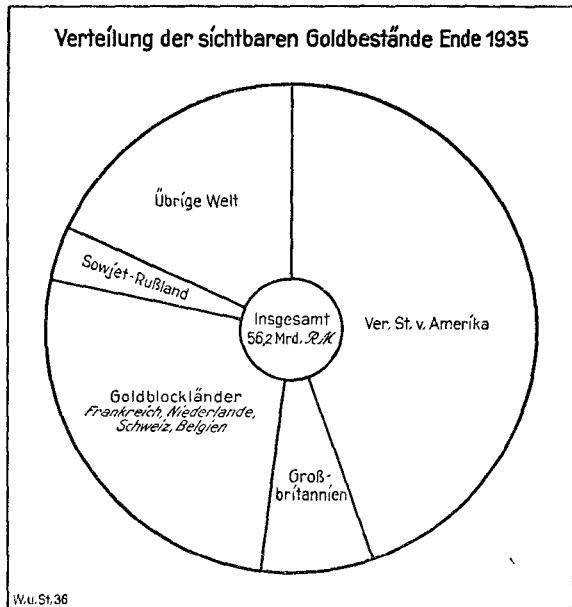 Verteilung der sichtbaren Goldbestände Ende 1935
Übrige Welt
Sowjet-Rußland
Insgesamt
56,2 Mrd. RM
Ver. St. v. Amerika
Goldblockländer
Frankreich, Niederlande,
Schweiz, Belgien
Groß-
britannien
W.u.St.36